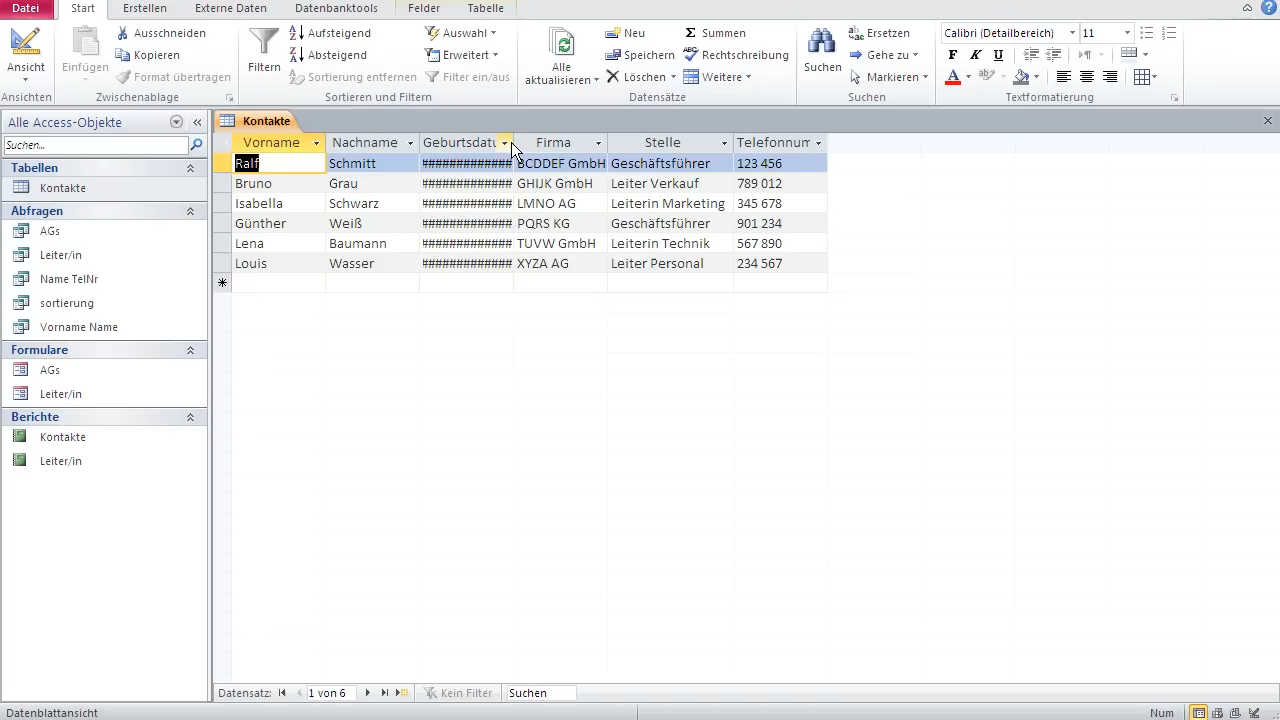 Datei Start Erstellen Externe Daten Datenbanktools Felder Tabelle
Ansicht
Ansichten
Einfügen
Ausschneiden
Kopieren
Format übertragen
Zwischenablage
Filtern
Aufsteigend
Absteigend
Sortierung entfernen
Auswahl
Erweitert
Filter ein/aus
Sortieren und Filtern
Alle
aktualisieren
Neu
Speichern
Löschen
Summen
Rechtschreibung
Weitere
Datensätze
Suchen
Ersetzen
Gehe zu
Markieren
Suchen
Calibri (Detailbereich) 11
F K U
Textformatierung
Alle Access-Objekte
Suchen...
Tabellen
Kontakte
Abfragen
AGs
Leiter/in
Name TelNr
sortierung
Vorname Name
Formulare
AGs
Leiter/in
Berichte
Kontakte
Leiter/in
Kontakte
Vorname Nachname Geburtsdatu Firma Stelle Telefonnum
Ralf Schmitt ############# BCDDEF GmbH Geschäftsführer 123 456
Bruno Grau ############# GHIJK GmbH Leiter Verkauf 789 012
Isabella Schwarz ############# LMNO AG Leiterin Marketing 345 678
Günther Weiß ############# PQRS KG Geschäftsführer 901 234
Lena Baumann ############# TUVW GmbH Leiterin Technik 567 890
Louis Wasser ############# XYZA AG Leiter Personal 234 567
Datensatz: 1 von 6 Kein Filter Suchen
Datenblattansicht Num